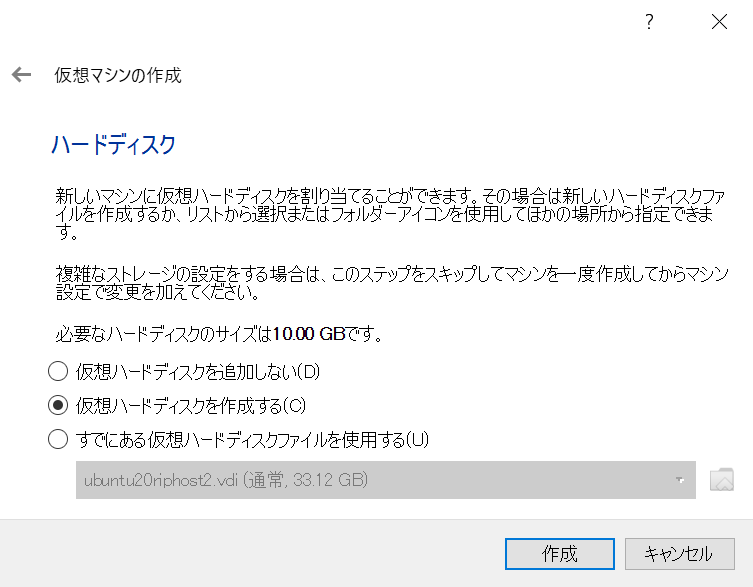 ?
仮想マシンの作成
ハードディスク
新しいマシンに仮想ハードディスクを割り当てることができます。その場合は新しいハードディスクファ
イルを作成するか、リストから選択またはフォルダーアイコンを使用してほかの場所から指定できま
す。
複雑なストレージの設定をする場合は、このステップをスキップしてマシンを一度作成してからマシン
設定で変更を加えてください。
必要なハードディスクのサイズは10.00 GBです。
仮想ハードディスクを追加しない(D)
仮想ハードディスクを作成する(C)
すでにある仮想ハードディスクファイルを使用する(U)
ubuntu20riphost2.vdi (通常, 33.12 GB)
作成 キャンセル